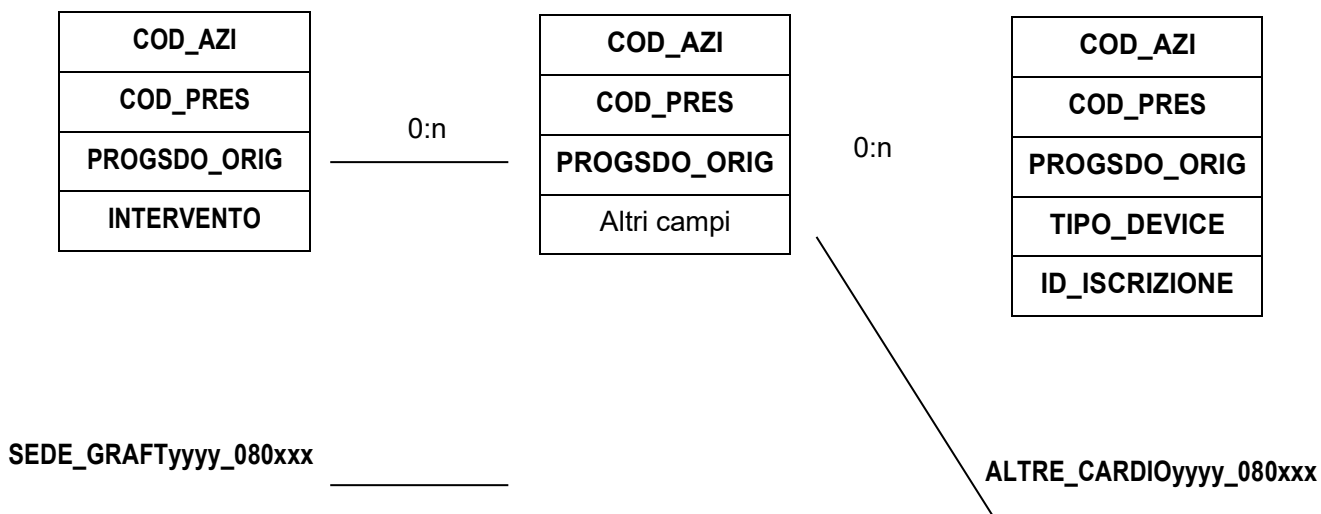 COD_AZI
COD_PRES
PROGSDO_ORIG
INTERVENTO
0:n
COD_AZI
COD_PRES
PROGSDO_ORIG
Altri campi
0:n
COD_AZI
COD_PRES
PROGSDO_ORIG
TIPO_DEVICE
ID_ISCRIZIONE
SEDE_GRAFTyyyy_080xxx
ALTRE_CARDIOyyyy_080xxx